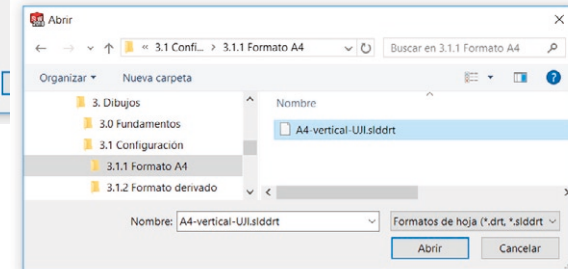 Abrir
« 3.1 Confi... > 3.1.1 Formato A4
Buscar en 3.1.1 Formato A4
Organizar
Nueva carpeta
3. Dibujos
3.0 Fundamentos
3.1 Configuración
3.1.1 Formato A4
3.1.2 Formato derivado
Nombre
A4-vertical-UJI.slddrt
Nombre: A4-vertical-UJI.slddrt
Formatos de hoja (*.drt, *.slddrt
Abrir
Cancelar